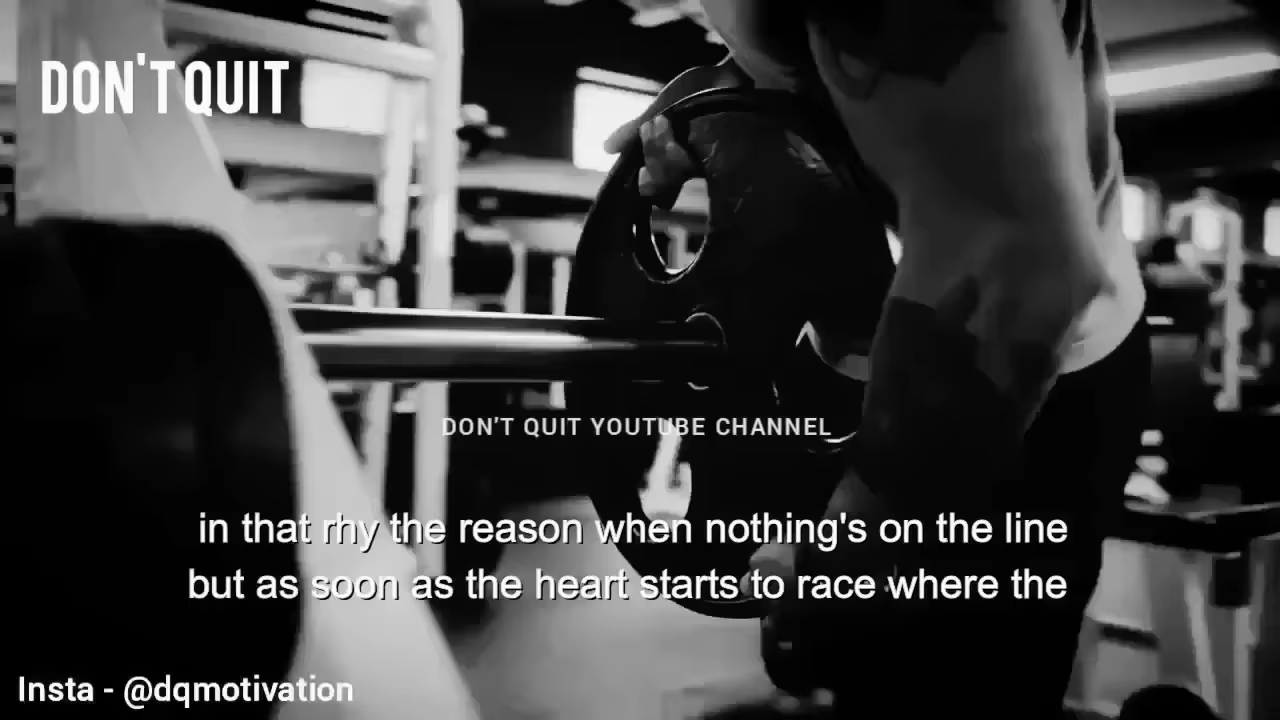 DON'T QUIT
DON'T QUIT YOUTUBE CHANNEL
in that rhy the reason when nothing's on the line
but as soon as the heart starts to race where the
Insta - @dqmotivation